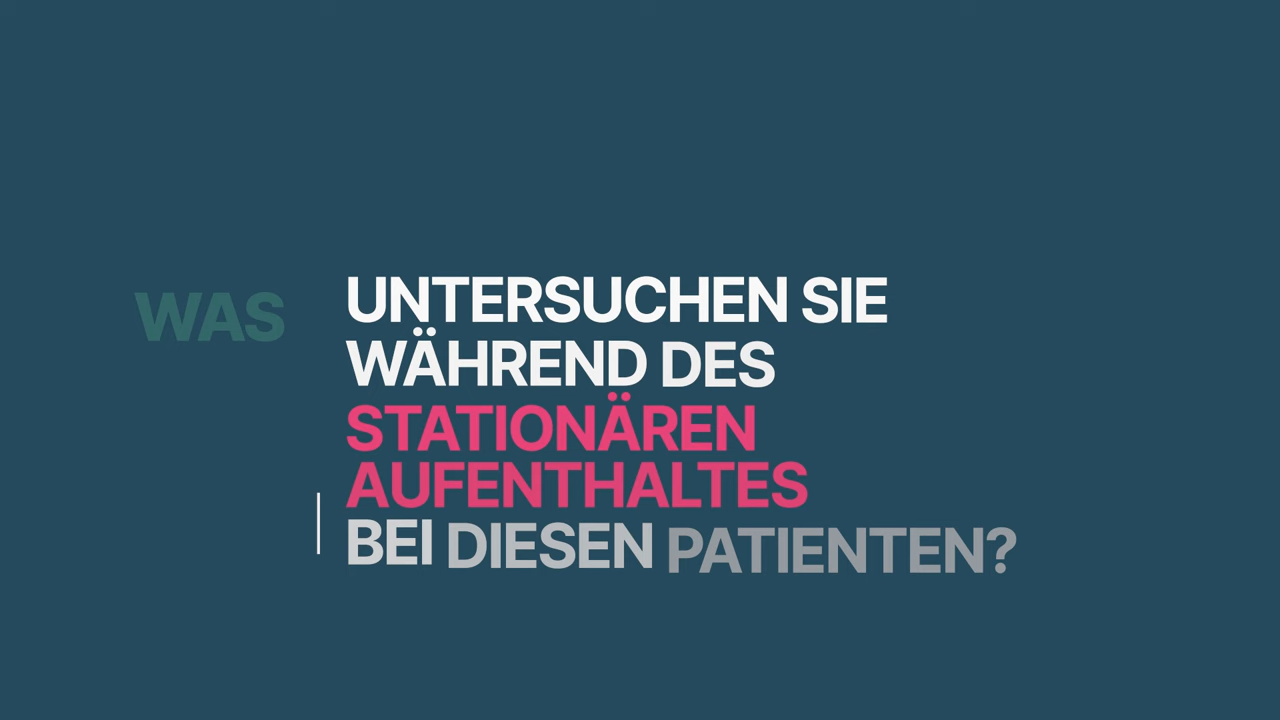 WAS
UNTERSUCHEN SIE
WÄHREND DES
STATIONÄREN
AUFENTHALTES
BEI DIESEN PATIENTEN?